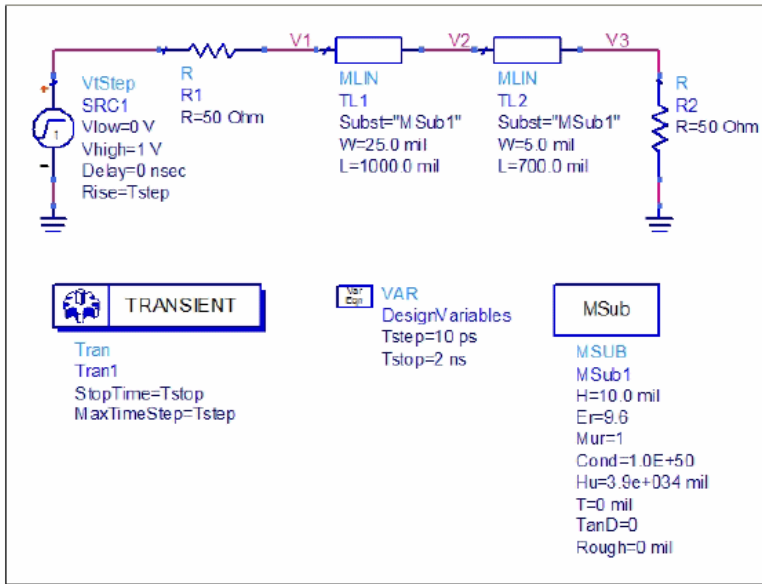 V1
V2
V3
VtStep
SRC1
Vlow=0 V
Vhigh=1 V
Delay=0 nsec
Rise=Tstep
R
R1
R=50 Ohm
MLIN
TL1
Subst="MSub1"
W=25.0 mil
L=1000.0 mil
MLIN
TL2
Subst="MSub1"
W=5.0 mil
L=700.0 mil
R
R2
R=50 Ohm
1
TRANSIENT
Tran
Tran1
StopTime=Tstop
MaxTimeStep=Tstep
Var
Eqn
VAR
DesignVariables
Tstep=10 ps
Tstop=2 ns
MSub
MSUB
MSub1
H=10.0 mil
Er=9.6
Mur=1
Cond=1.0E+50
Hu=3.9e+034 mil
T=0 mil
TanD=0
Rough=0 mil